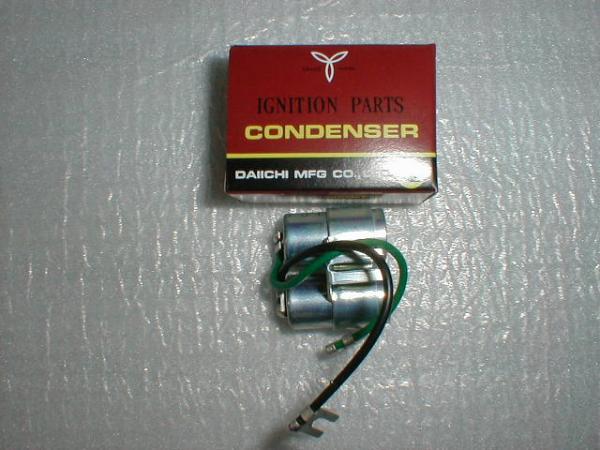 IGNITION PARTS
CONDENSER
DAIICHI MFG CO.,